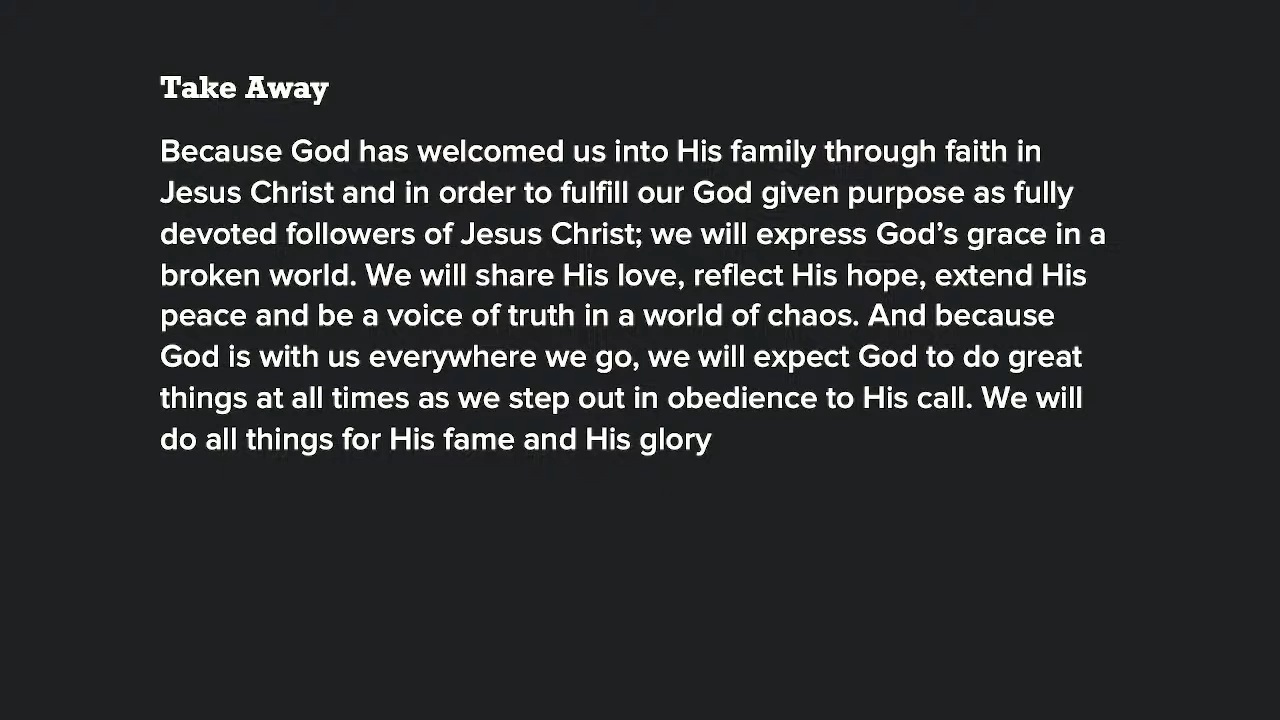 Take Away
Because God has welcomed us into His family through faith in
Jesus Christ and in order to fulfill our God given purpose as fully
devoted followers of Jesus Christ; we will express God’s grace in a
broken world. We will share His love, reflect His hope, extend His
peace and be a voice of truth in a world of chaos. And because
God is with us everywhere we go, we will expect God to do great
things at all times as we step out in obedience to His call. We will
do all things for His fame and His glory